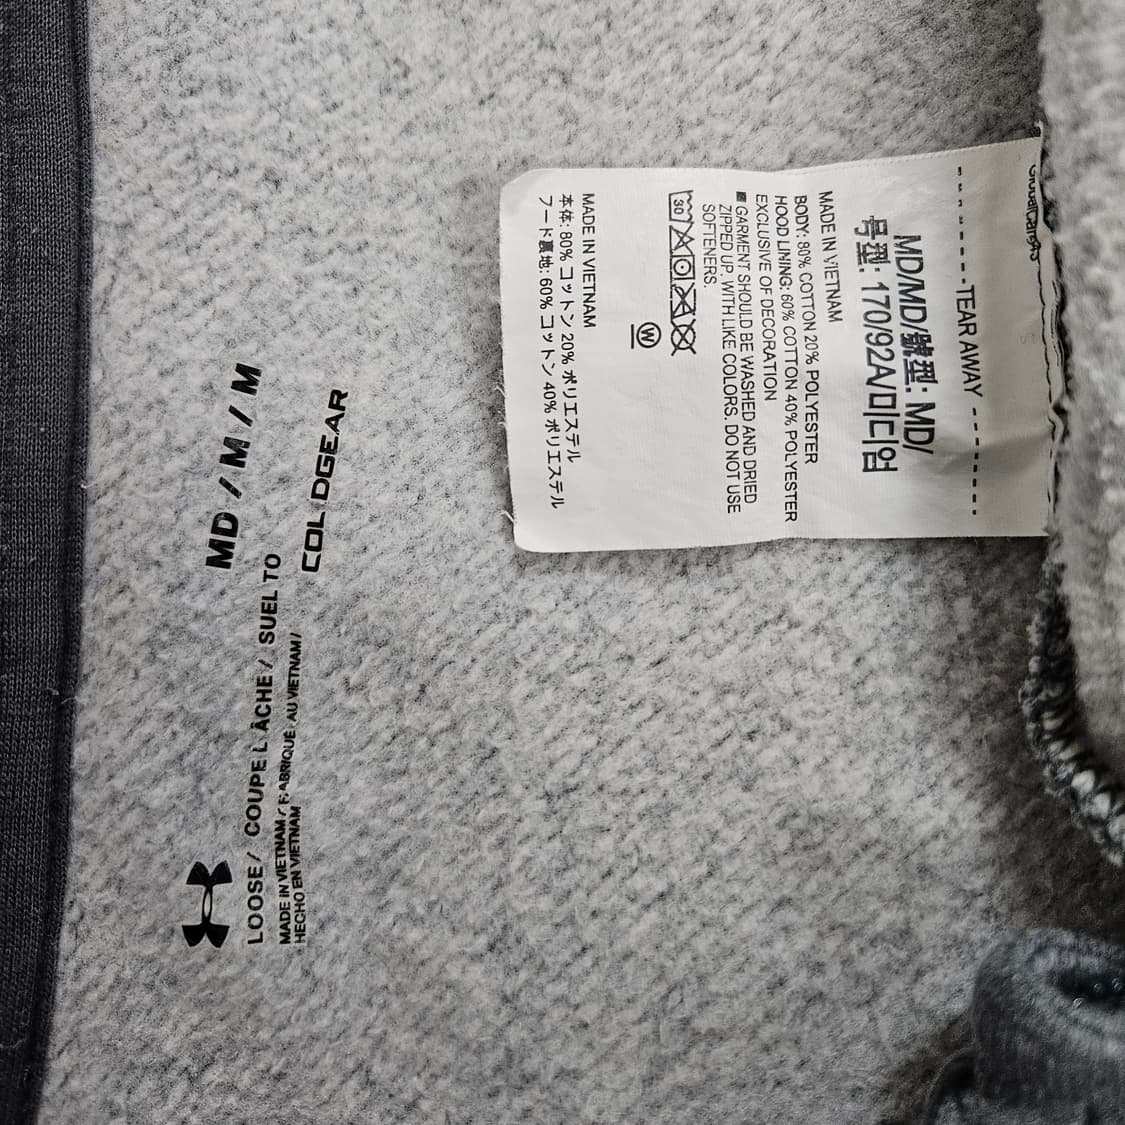 MD / M / M
LOOSE / COUPE LÂCHE / SUELTO
MADE IN VIETNAM / FABRIQUÉ AU VIETNAM /
HECHO EN VIETNAM
COLDGEAR
- - - - - - - TEAR AWAY - - - - - - - -
MD/MD/號型: MD/
号型: 170/92A/미디엄
MADE IN VIETNAM
BODY: 80% COTTON 20% POLYESTER
HOOD LINING: 60% COTTON 40% POLYESTER
EXCLUSIVE OF DECORATION
■ GARMENT SHOULD BE WASHED AND DRIED
ZIPPED UP. WITH LIKE COLORS. DO NOT USE
SOFTENERS.
30
W
MADE IN VIETNAM
本体: 80% コットン 20% ポリエステル
フード裏地: 60% コットン 40% ポリエステル